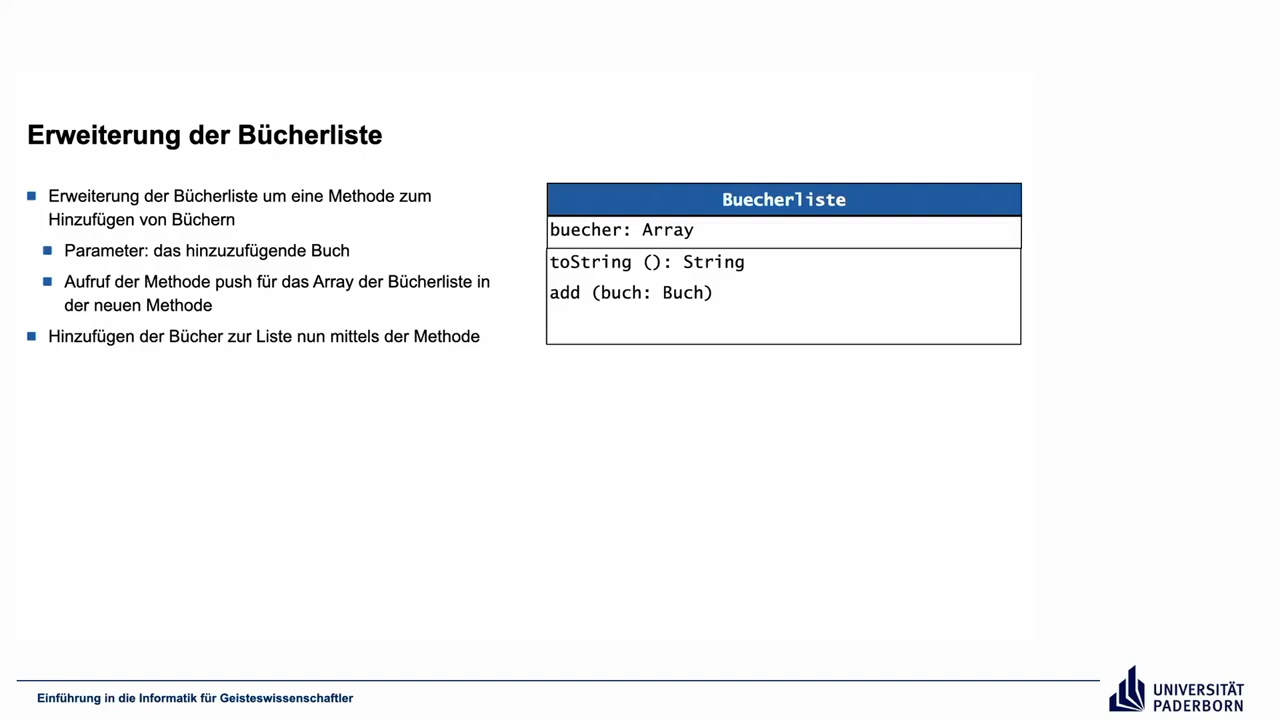 Erweiterung der Bücherliste
Erweiterung der Bücherliste um eine Methode zum
Hinzufügen von Büchern
Parameter: das hinzuzufügende Buch
Aufruf der Methode push für das Array der Bücherliste in
der neuen Methode
Hinzufügen der Bücher zur Liste nun mittels der Methode
Buecherliste
buecher: Array
toString (): String
add (buch: Buch)
Einführung in die Informatik für Geisteswissenschaftler
UNIVERSITÄT
PADERBORN